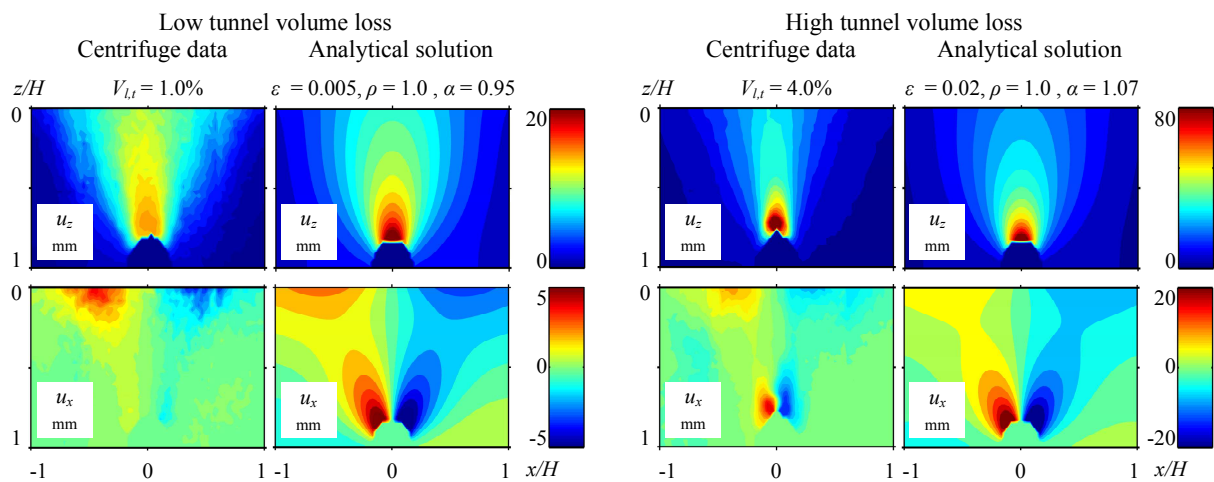 Low tunnel volume loss
High tunnel volume loss
Centrifuge data Analytical solution
Centrifuge data Analytical solution
z/H V_{l,t} = 1.0% ε = 0.005, ρ = 1.0 , α = 0.95
V_{l,t} = 4.0% ε = 0.02, ρ = 1.0 , α = 1.07
0 20 0 80
u_z mm u_z mm u_z mm u_z mm
1 0 1 0
0 5 0 20
0 0
u_x mm u_x mm u_x mm u_x mm
1 -5 1 -20
-1 0 1 0 1 x/H
-1 0 1 0 1 x/H